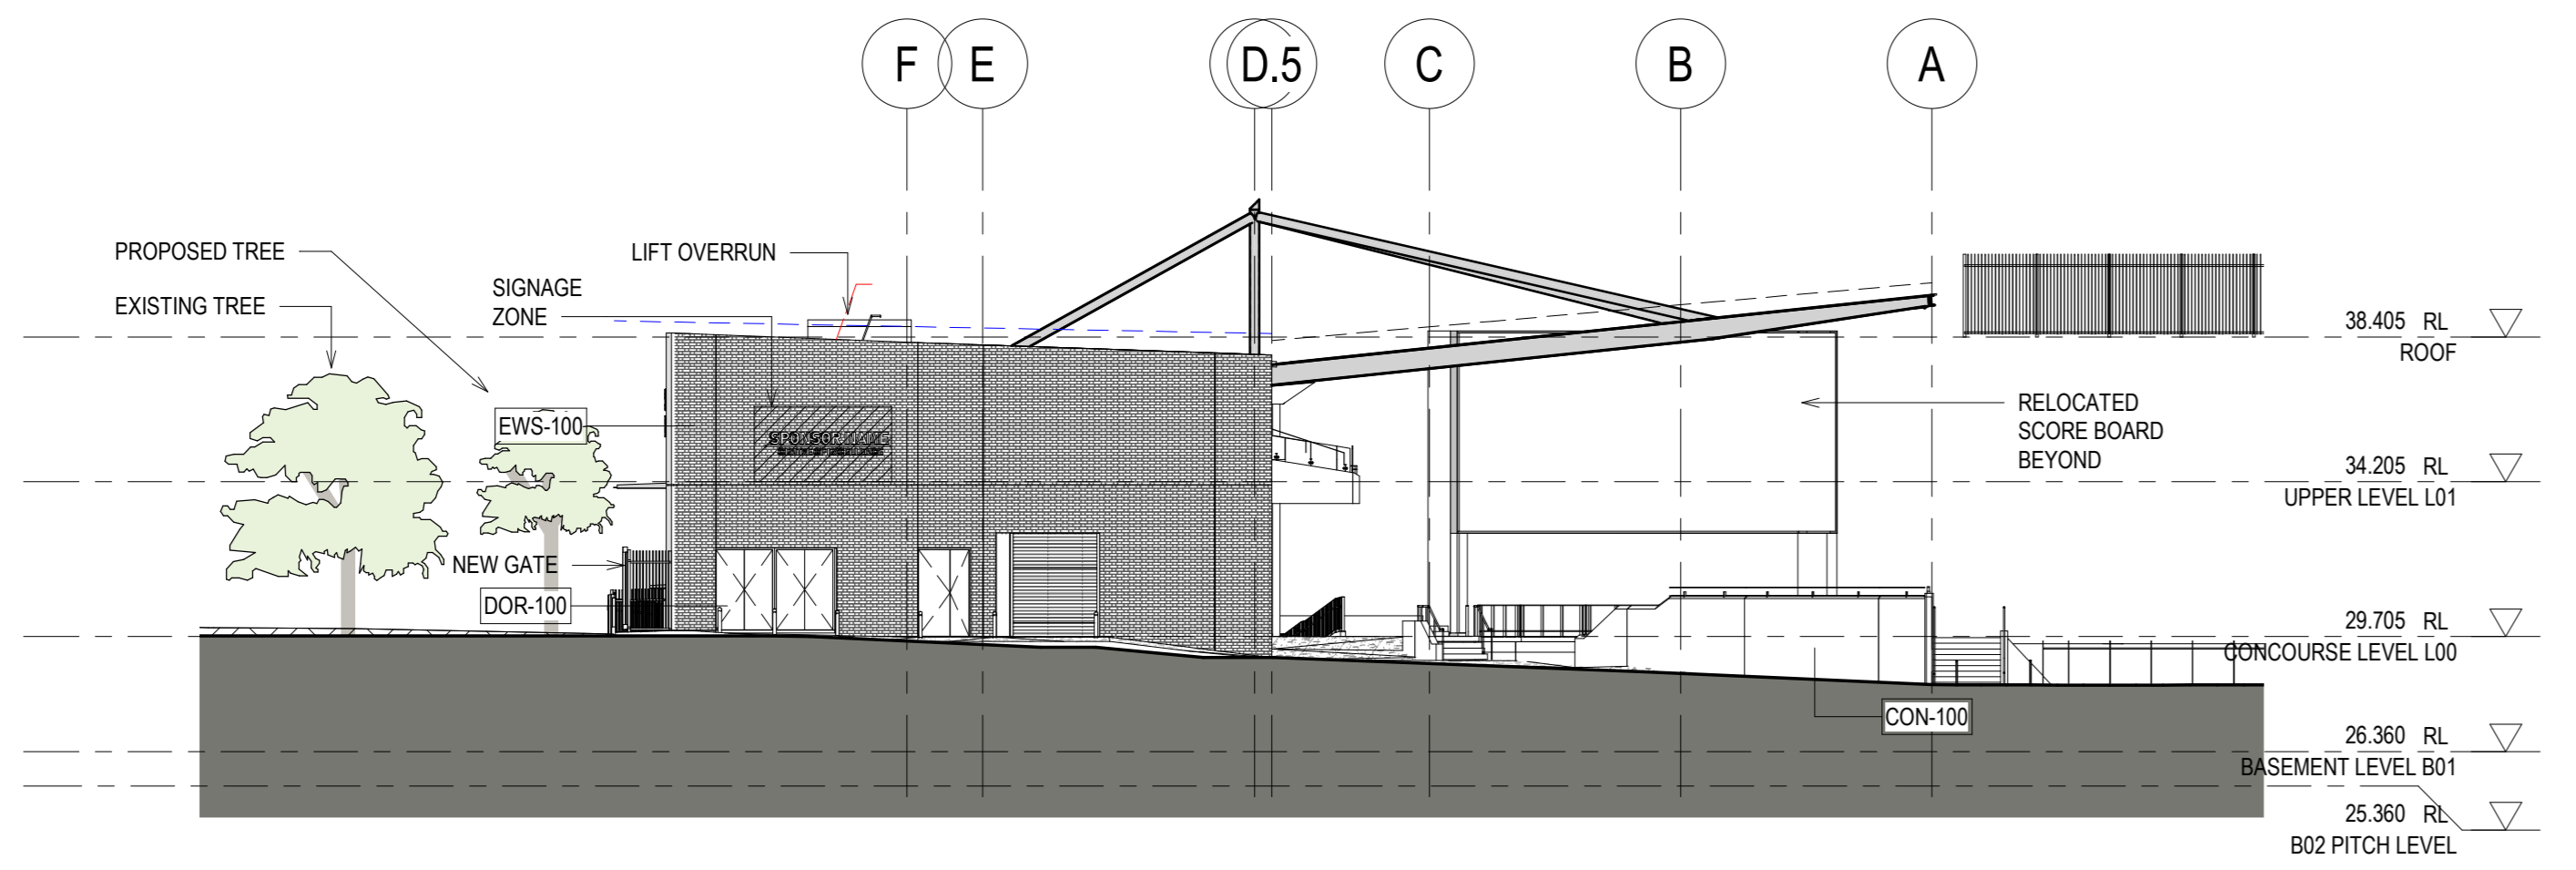 F E D.5 C B A
PROPOSED TREE
EXISTING TREE
LIFT OVERRUN
SIGNAGE
ZONE
EWS-100
SPONSOR NAME
NEW GATE
DOR-100
RELOCATED
SCORE BOARD
BEYOND
CON-100
38.405 RL
ROOF
34.205 RL
UPPER LEVEL L01
29.705 RL
CONCOURSE LEVEL L00
26.360 RL
BASEMENT LEVEL B01
25.360 RL
B02 PITCH LEVEL